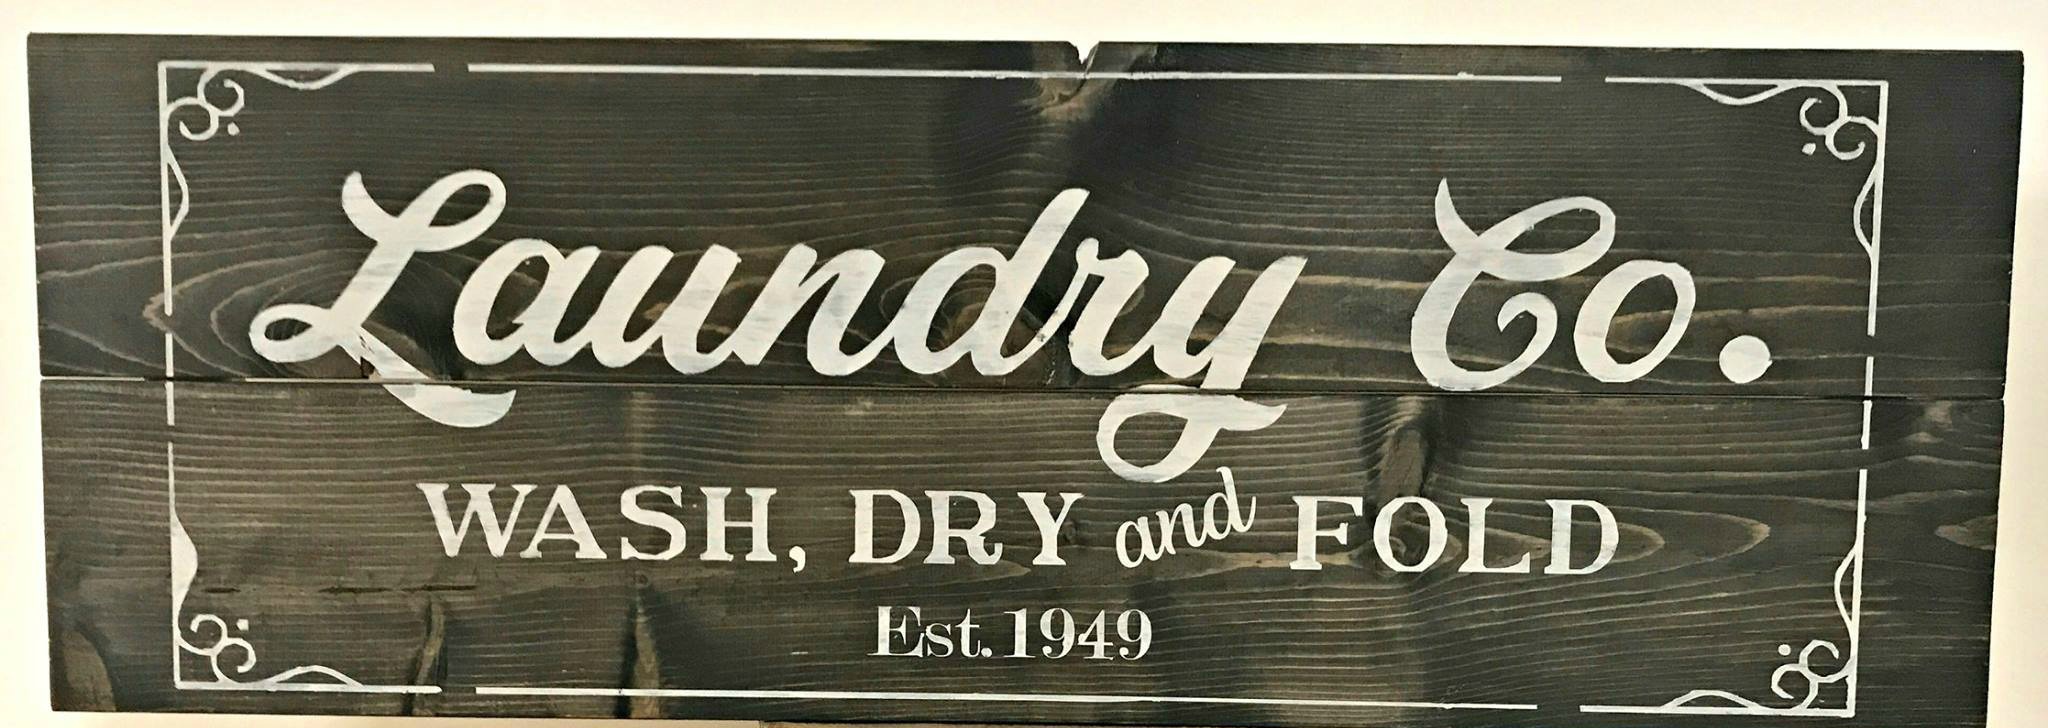 Laundry Co.
WASH, DRY and FOLD
Est. 1949